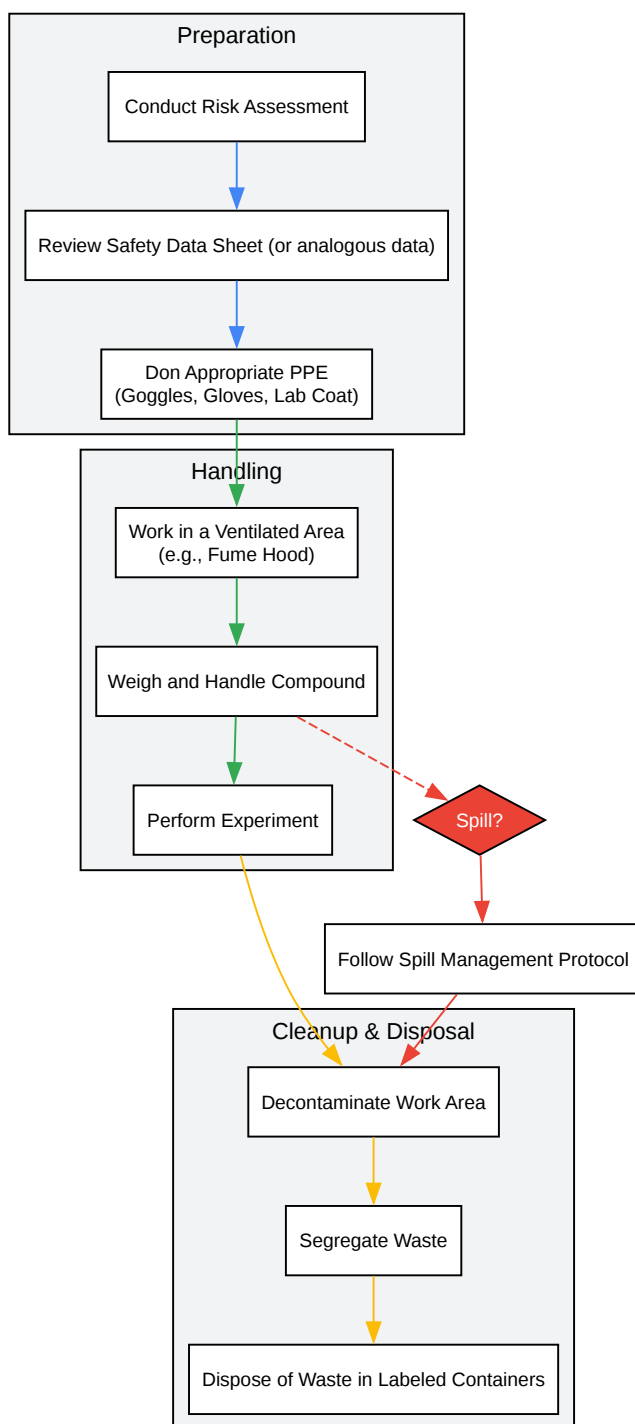 Preparation
Conduct Risk Assessment
Review Safety Data Sheet (or analogous data)
Don Appropriate PPE
(Goggles, Gloves, Lab Coat)
Handling
Work in a Ventilated Area
(e.g., Fume Hood)
Weigh and Handle Compound
Perform Experiment
Spill?
Follow Spill Management Protocol
Cleanup & Disposal
Decontaminate Work Area
Segregate Waste
Dispose of Waste in Labeled Containers